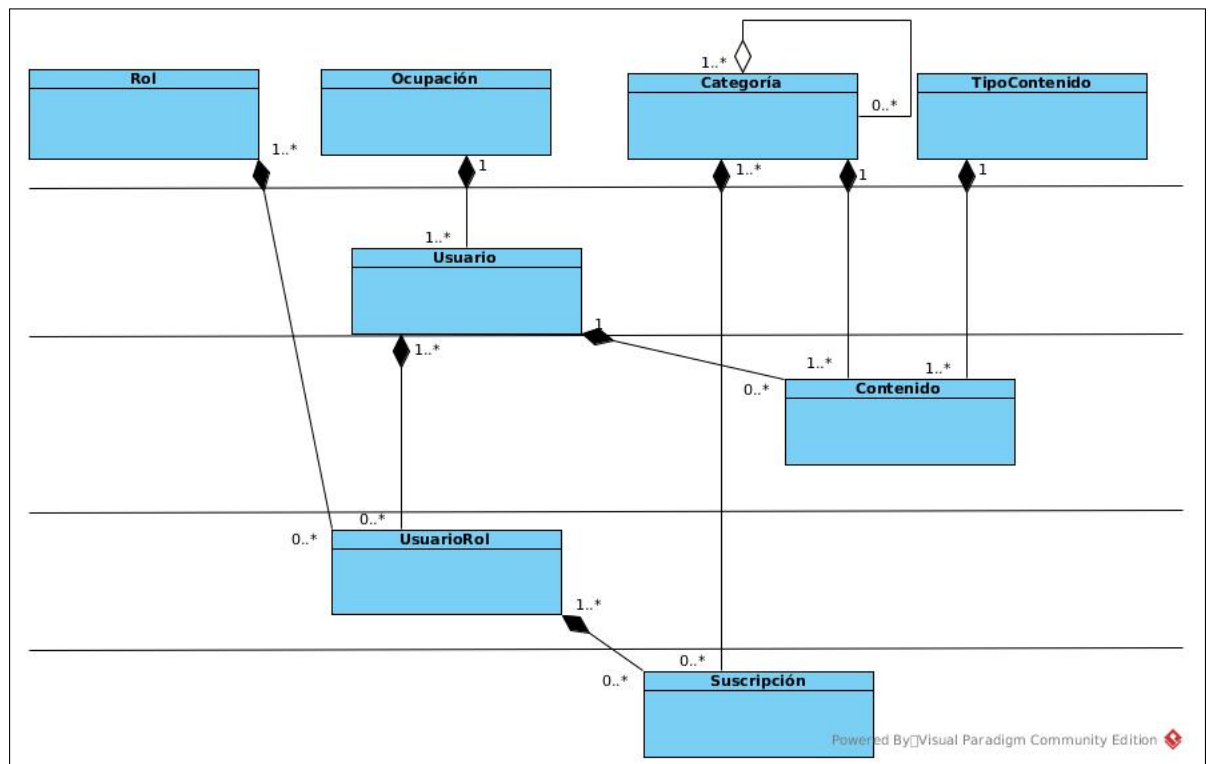 1..*
Rol
Ocupación
Categoría
TipoContenido
0..*
1..*
1
1..*
1
1
1..*
Usuario
1
1..*
1..*
1..*
0..*
Contenido
0..*
0..*
UsuarioRol
1..*
0..*
0..*
Suscripción
Powered By Visual Paradigm Community Edition